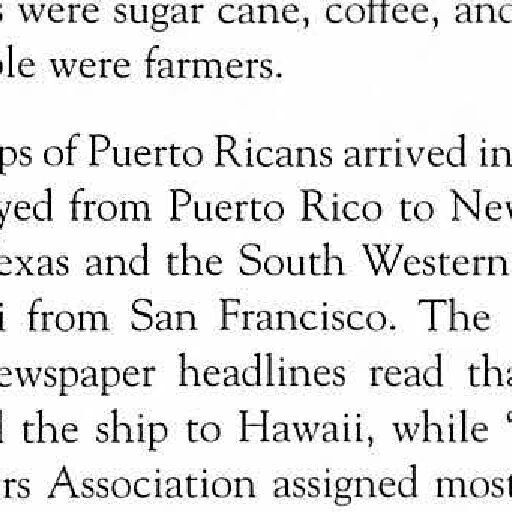 were sugar cane, coffee, and
le were farmers.
ps of Puerto Ricans arrived in
yed from Puerto Rico to New
exas and the South Western
i from San Francisco. The
ewspaper headlines read tha
the ship to Hawaii, while “
rs Association assigned most